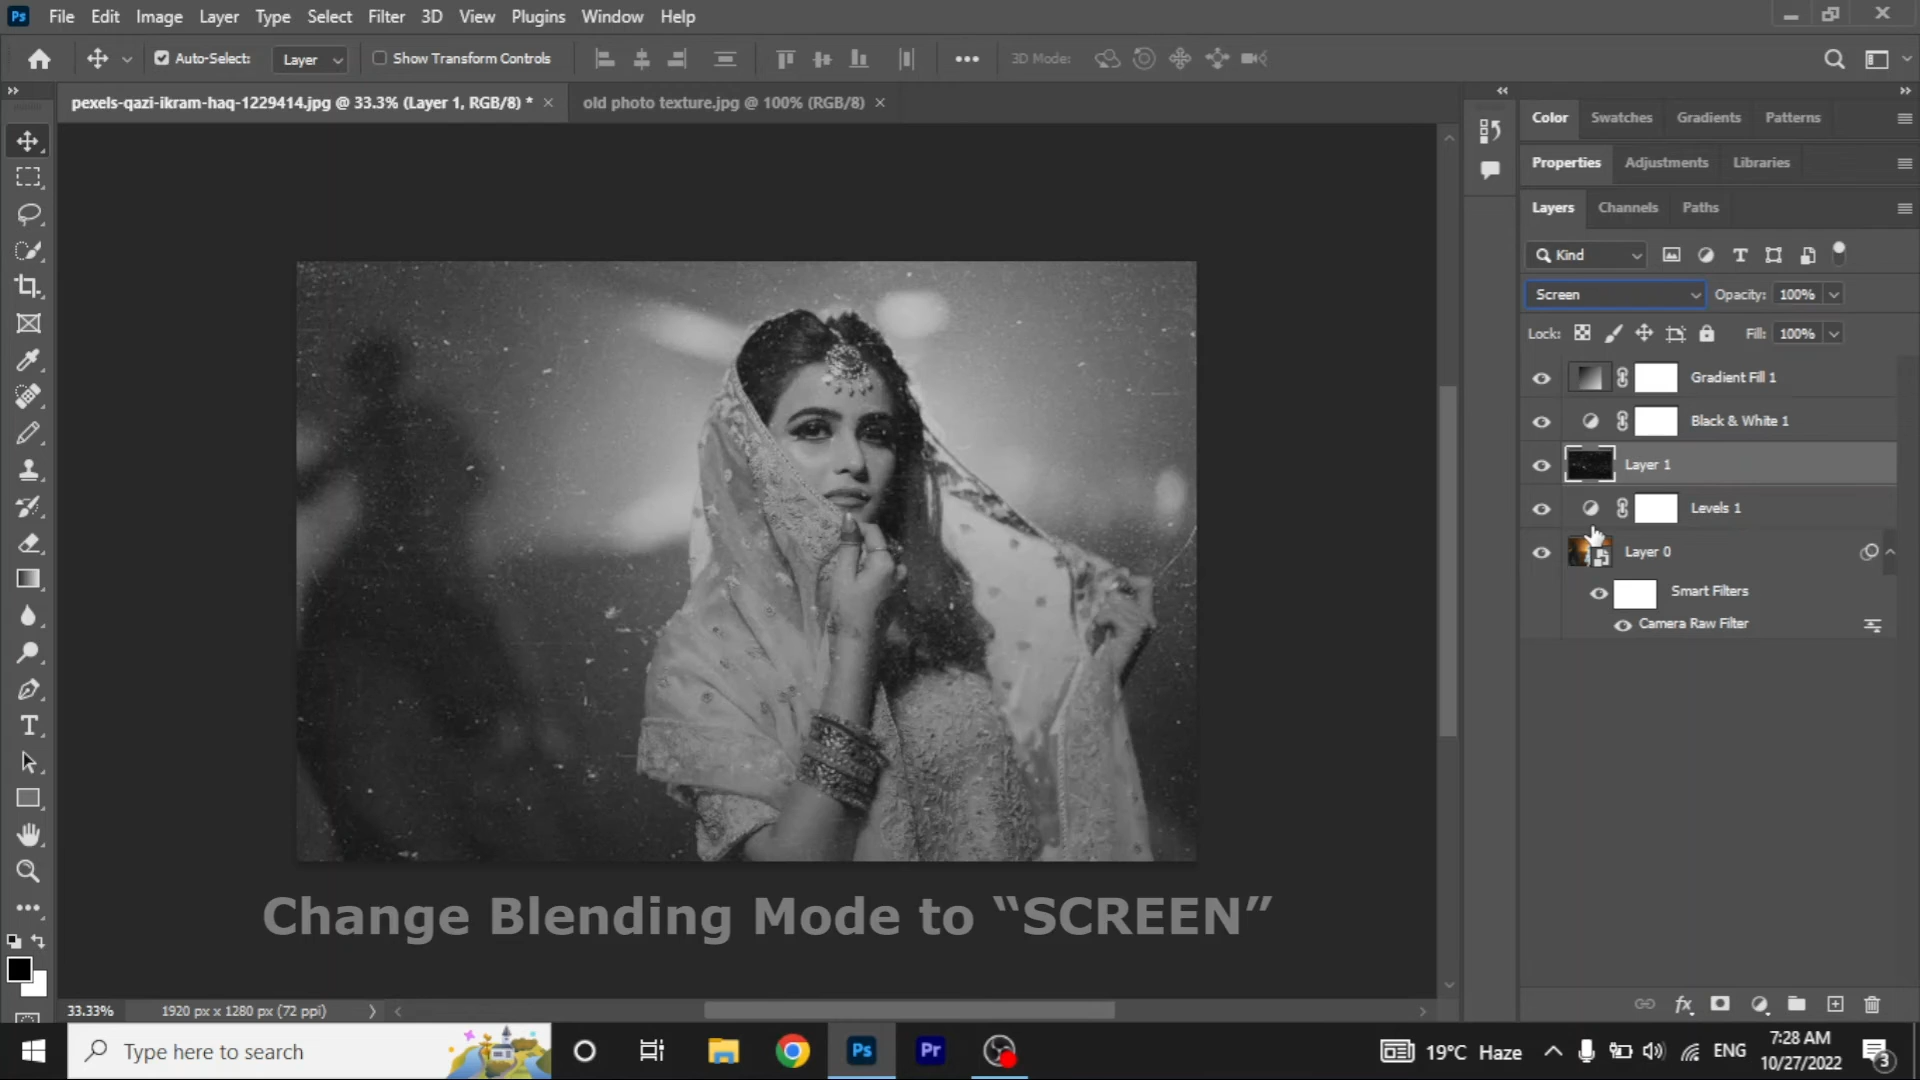 Ps File Edit Image Layer Type Select Filter 3D View Plugins Window Help
Auto-Select: Layer Show Transform Controls 3D Mode:
pexels-qazi-ikram-haq-1229414.jpg @ 33.3% (Layer 1, RGB/8) * × old photo texture.jpg @ 100% (RGB/8) ×
Color Swatches Gradients Patterns
Properties Adjustments Libraries
Layers Channels Paths
Kind
Screen Opacity: 100%
Lock: Fill: 100%
Gradient Fill 1
Black & White 1
Layer 1
Levels 1
Layer 0
Smart Filters
Camera Raw Filter
Change Blending Mode to “SCREEN”
33.33% 1920 px x 1280 px (72 ppi)
Type here to search
Ps Pr
19°C Haze
ENG
7:28 AM
10/27/2022
3